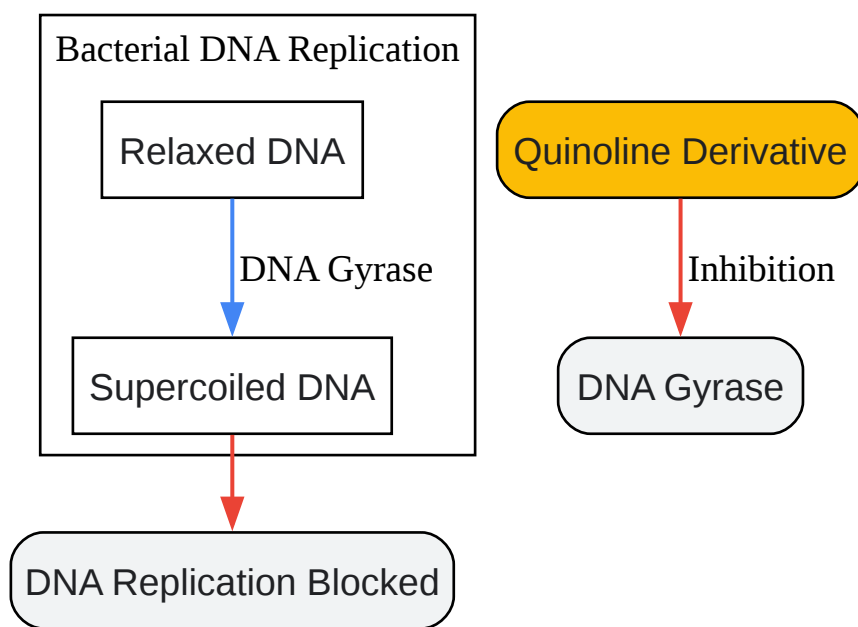 Bacterial DNA Replication
Relaxed DNA
DNA Gyrase
Supercoiled DNA
DNA Replication Blocked
Quinoline Derivative
Inhibition
DNA Gyrase